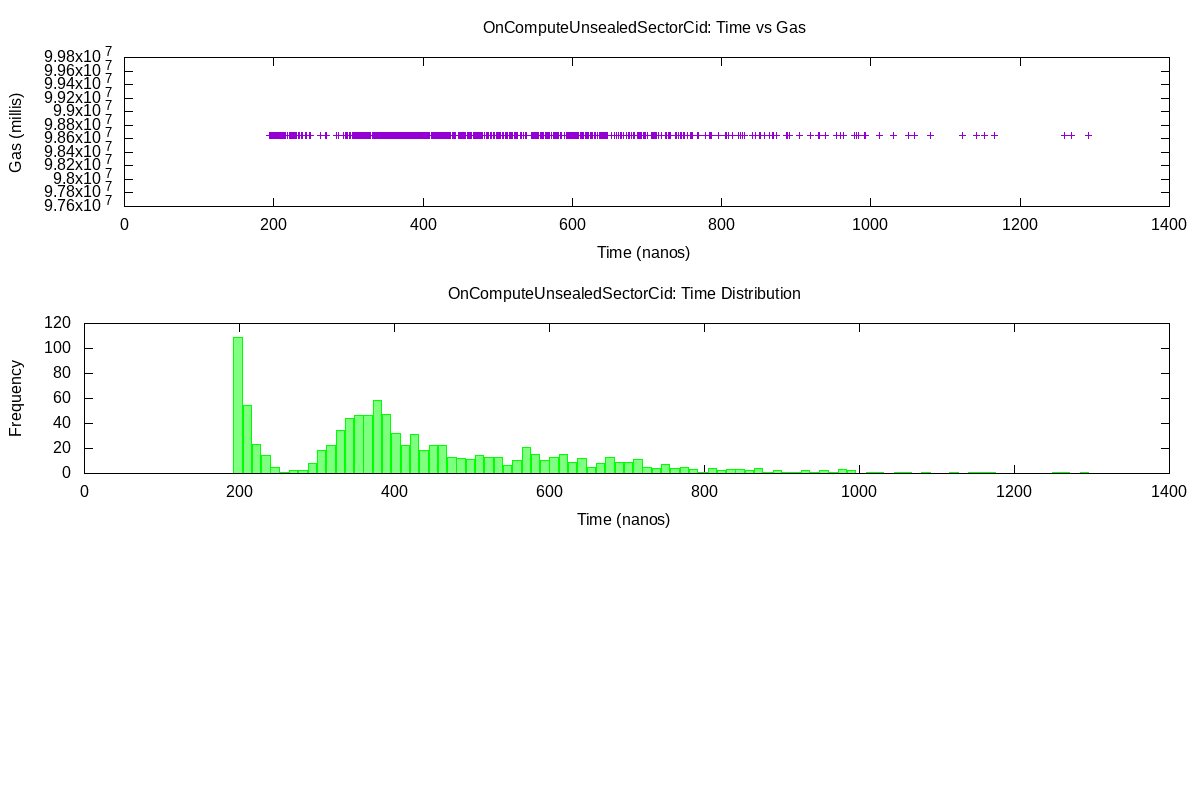 OnComputeUnsealedSectorCid: Time vs Gas
Gas (millis)
9.98x10 7
9.96x10 7
9.94x10 7
9.92x10 7
9.9x10 7
9.88x10 7
9.86x10 7
9.84x10 7
9.82x10 7
9.8x10 7
9.78x10 7
9.76x10 7
0 200 400 600 800 1000 1200 1400
Time (nanos)
OnComputeUnsealedSectorCid: Time Distribution
Frequency
120
100
80
60
40
20
0
0 200 400 600 800 1000 1200 1400
Time (nanos)